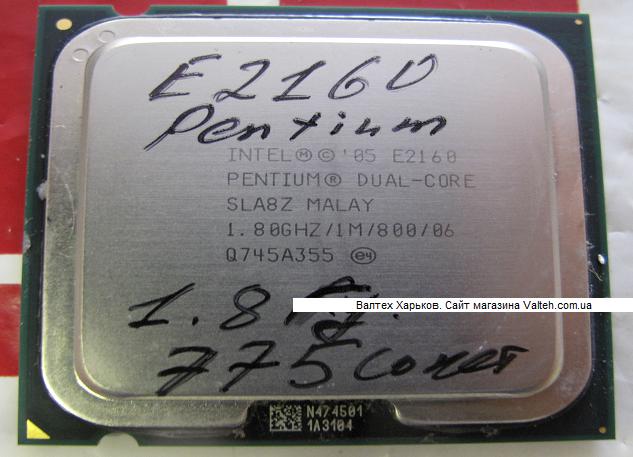 E2160
Pentium
INTEL Ⓜ © '05 E2160
PENTIUM® DUAL-CORE
SLA8Z MALAY
1.80GHZ/1M/800/06
Q745A355 e4
1.8 Гц.
Валтех Харьков. Сайт магазина Valteh.com.ua
775 сокет
N474501
1A3104